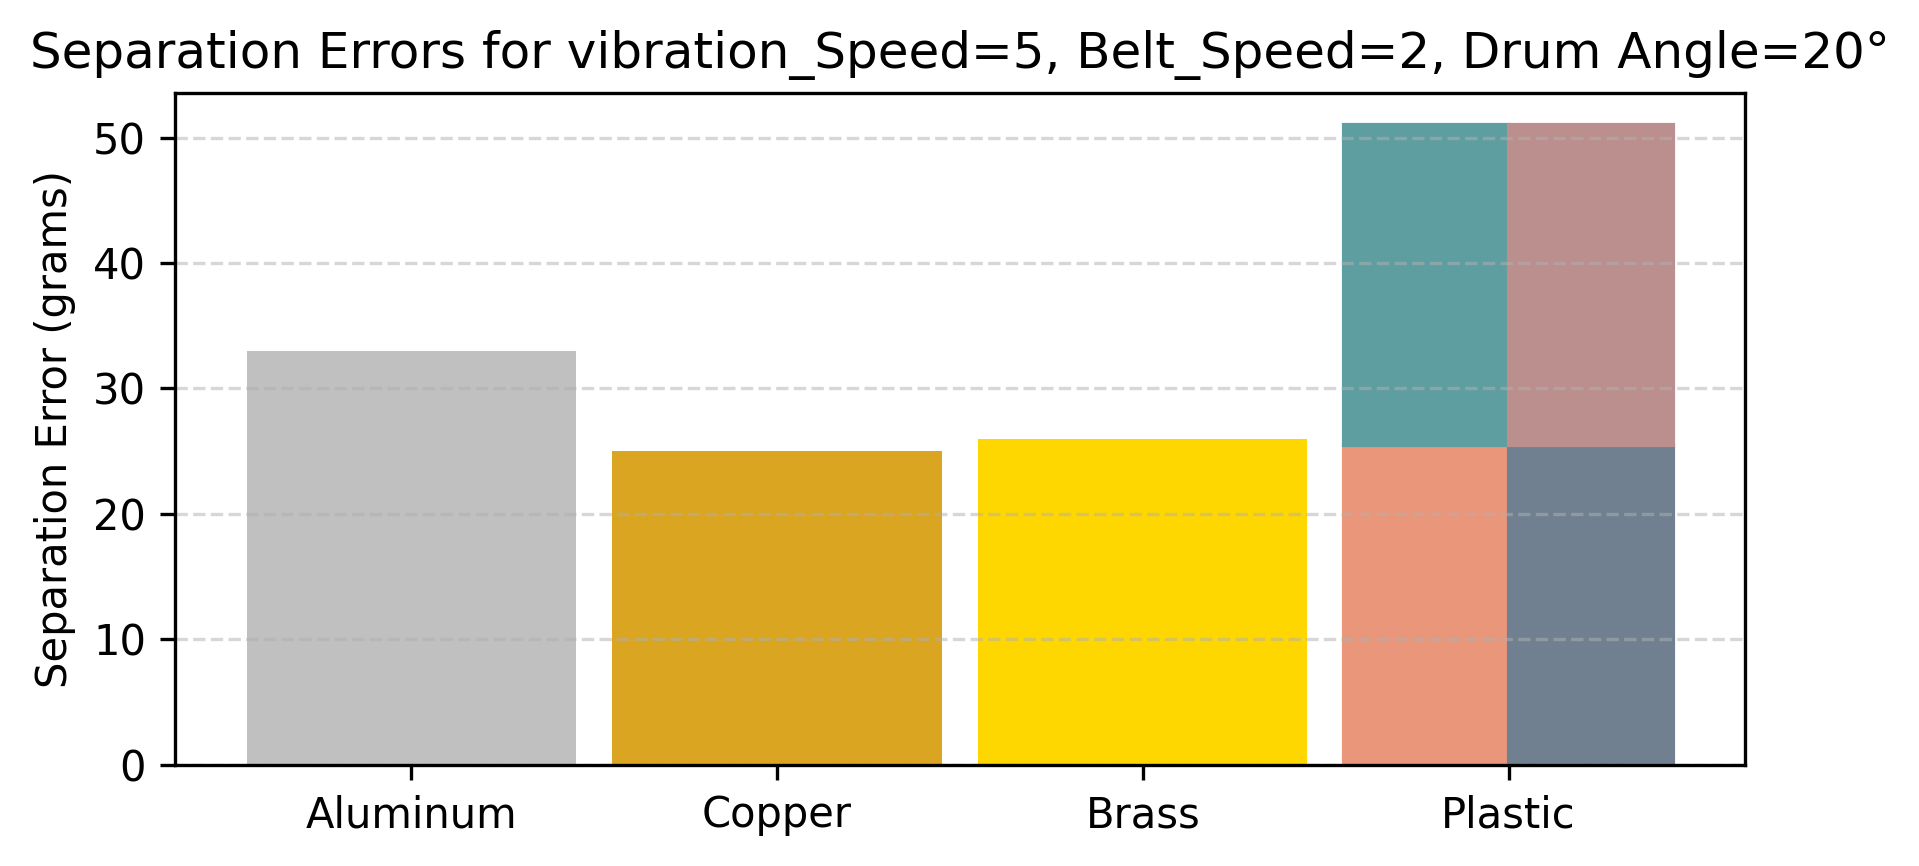 Separation Errors for vibration_Speed=5, Belt_Speed=2, Drum Angle=20°
Separation Error (grams)
50
40
30
20
10
0
Aluminum
Copper
Brass
Plastic